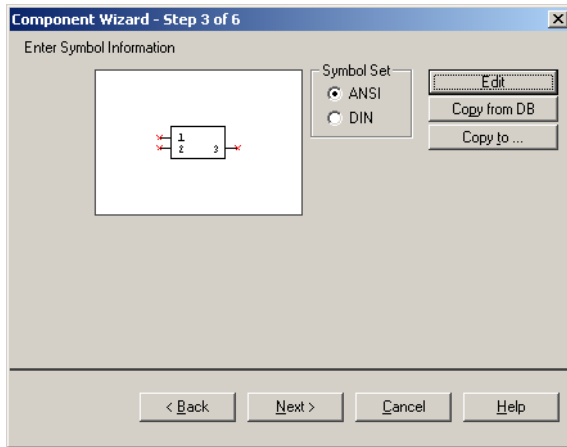 Component Wizard - Step 3 of 6
Enter Symbol Information
Symbol Set
ANSI
DIN
Edit
Copy from DB
Copy to ...
1
2 3
< Back Next > Cancel Help